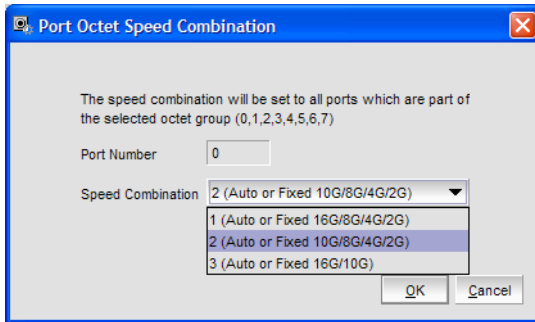 Port Octet Speed Combination
The speed combination will be set to all ports which are part of
the selected octet group (0,1,2,3,4,5,6,7)
Port Number 0
Speed Combination 2 (Auto or Fixed 10G/8G/4G/2G)
1 (Auto or Fixed 16G/8G/4G/2G)
2 (Auto or Fixed 10G/8G/4G/2G)
3 (Auto or Fixed 16G/10G)
OK Cancel